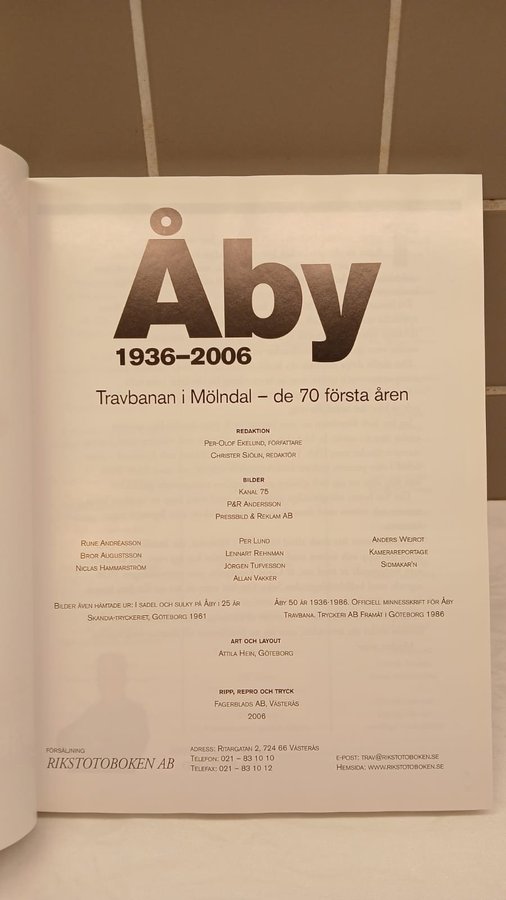 Åby
1936–2006
Travbanan i Mölndal – de 70 första åren
REDAKTION
PER-OLOF EKELUND, FÖRFATTARE
CHRISTER SJÖLIN, REDAKTÖR
BILDER
KANAL 75
P&R ANDERSSON
PRESSBILD & REKLAM AB
RUNE ANDRÉASSON
BROR AUGUSTSSON
NICLAS HAMMARSTRÖM
PER LUND
LENNART REHNMAN
JÖRGEN TUFVESSON
ALLAN VAKKER
ANDERS WEJROT
KAMERAREPORTAGE
SIDMAKAR'N
BILDER ÄVEN HÄMTADE UR: I SADEL OCH SULKY PÅ ÅBY I 25 ÅR
SKANDIA-TRYCKERIET, GÖTEBORG 1961
ÅBY 50 ÅR 1936-1986. OFFICIELL MINNESSKRIFT FÖR ÅBY
TRAVBANA. TRYCKERI AB FRAMÅT I GÖTEBORG 1986
ART OCH LAYOUT
ATTILA HEIN, GÖTEBORG
RIPP, REPRO OCH TRYCK
FAGERBLADS AB, VÄSTERÅS
2006
FÖRSÄLJNING
RIKSTOTOBOKEN AB
ADRESS: RITARGATAN 2, 724 66 VÄSTERÅS
TELEFON: 021 – 83 10 10
TELEFAX: 021 – 83 10 12
E-POST: TRAV@RIKSTOTOBOKEN.SE
HEMSIDA: WWW.RIKSTOTOBOKEN.SE